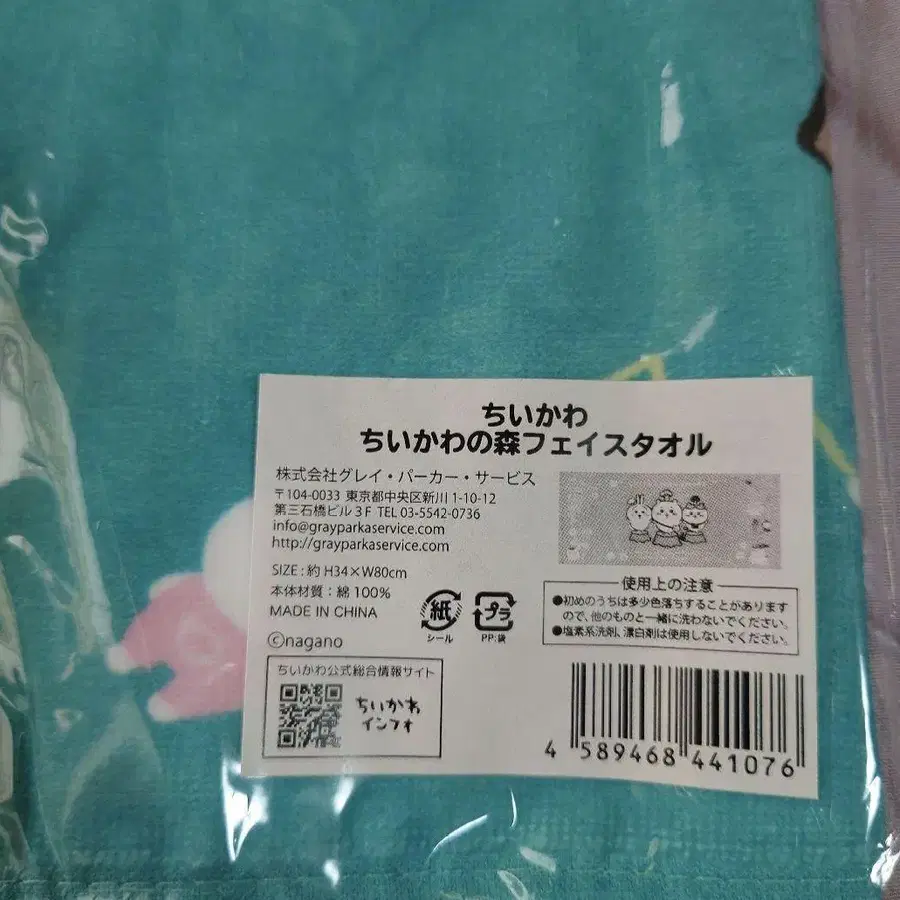 ちいかわ
ちいかわの森フェイスタオル
株式会社グレイ・パーカー・サービス
〒104-0033 東京都中央区新川 1-10-12
第三石橋ビル 3F TEL 03-5542-0736
info@grayparkaservice.com
http://grayparkaservice.com
SIZE : 約 H34×W80cm
本体材質 : 綿 100%
MADE IN CHINA
©nagano
紙
シール
プラ
PP:袋
使用上の注意
●初めのうちは多少色落ちすることがあります
ので、他のものと一緒に洗わないでください。
●塩素系洗剤、漂白剤は使用しないでください。
ちいかわ公式総合情報サイト
ちいかわ
インフォ
4 589468 441076